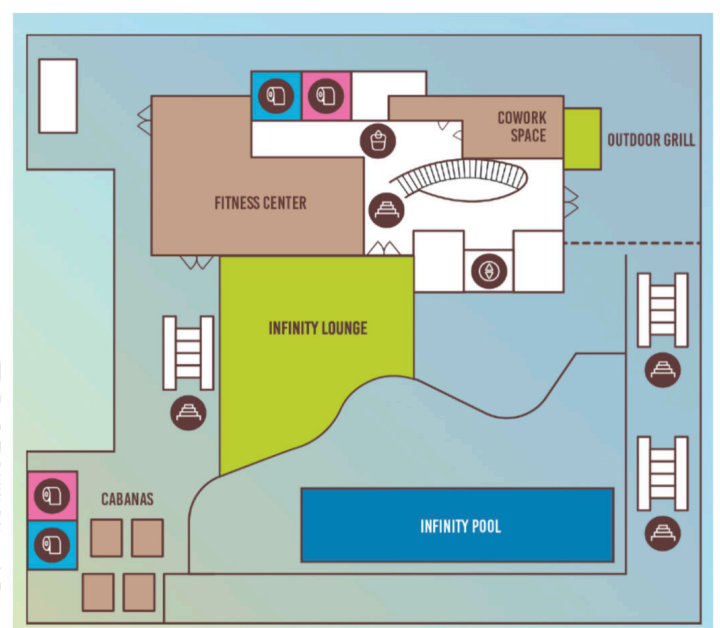 COWORK
SPACE
OUTDOOR GRILL
FITNESS CENTER
INFINITY LOUNGE
CABANAS
INFINITY POOL